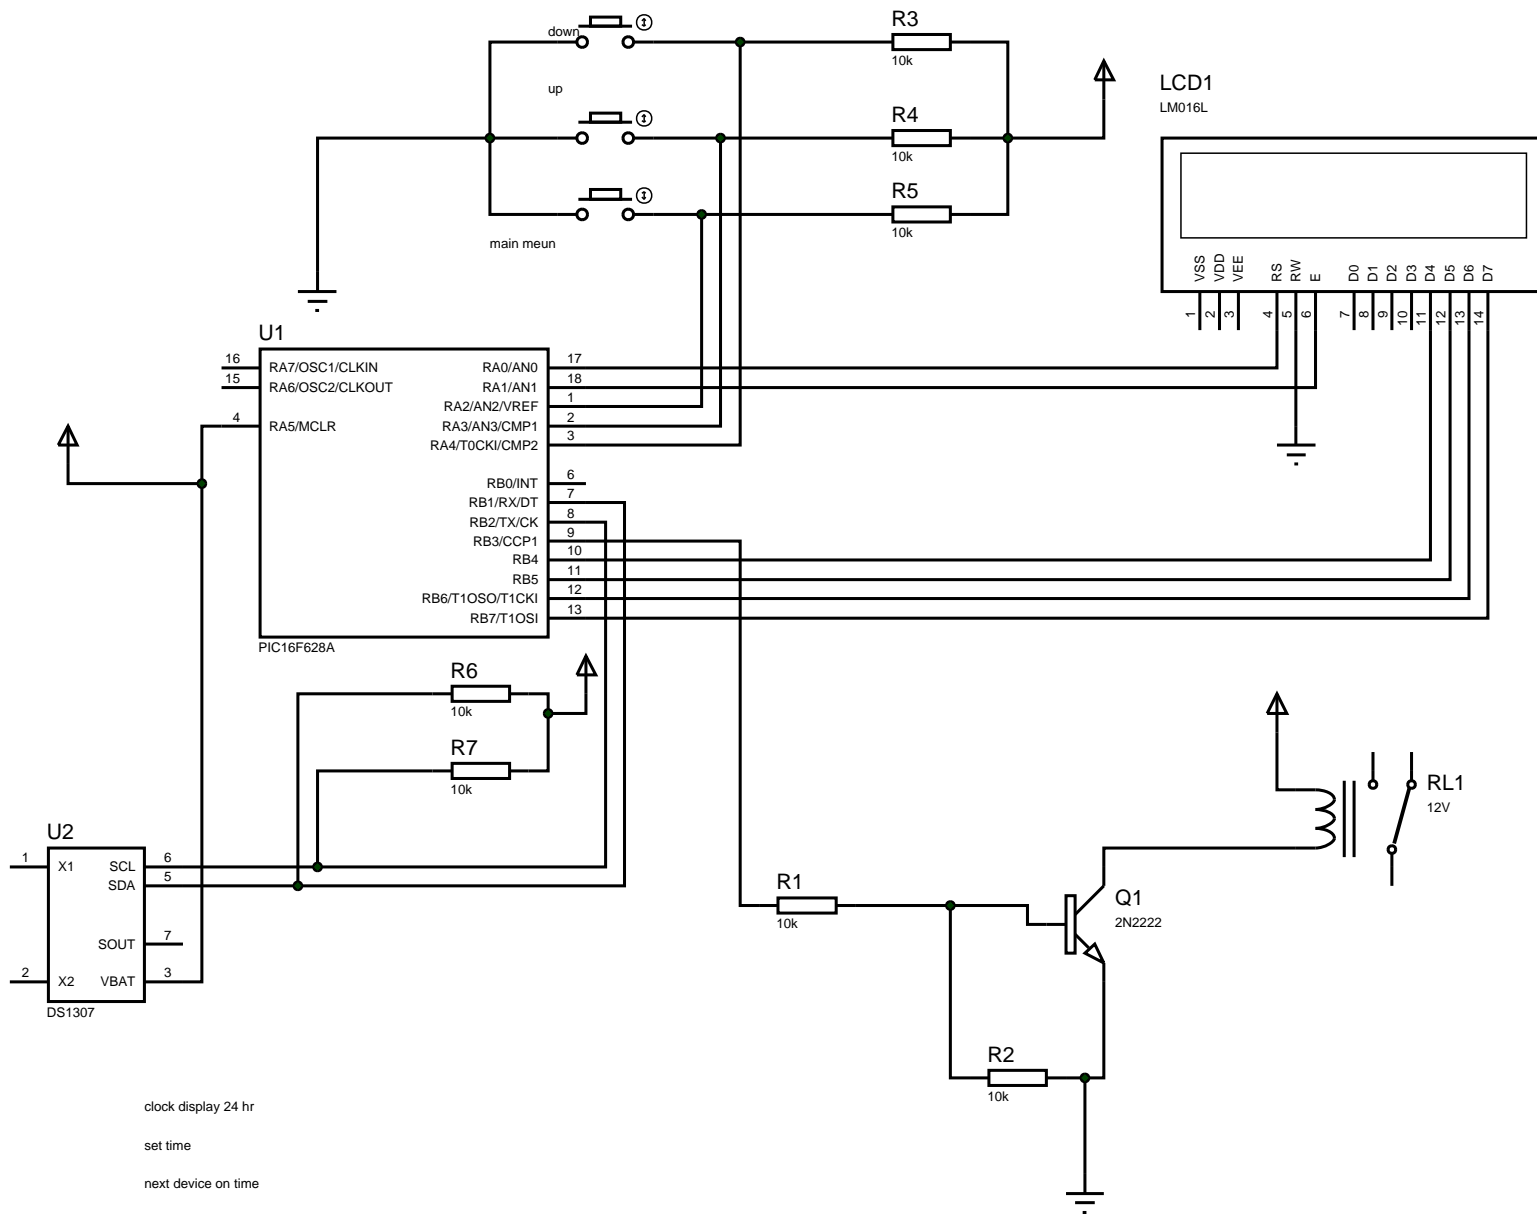 down
R3
10k
up
R4
10k
R5
10k
main meun
LCD1
LM016L
VSS VDD VEE RS RW E D0 D1 D2 D3 D4 D5 D6 D7
1 2 3 4 5 6 7 8 9 10 11 12 13 14
U1
16 RA7/OSC1/CLKIN
15 RA6/OSC2/CLKOUT
4 RA5/MCLR
RA0/AN0 17
RA1/AN1 18
RA2/AN2/VREF 1
RA3/AN3/CMP1 2
RA4/T0CKI/CMP2 3
RB0/INT 6
RB1/RX/DT 7
RB2/TX/CK 8
RB3/CCP1 9
RB4 10
RB5 11
RB6/T1OSO/T1CKI 12
RB7/T1OSI 13
PIC16F628A
R6
10k
R7
10k
U2
1 X1
2 X2
SCL 6
SDA 5
SOUT 7
VBAT 3
DS1307
RL1
12V
R1
10k
Q1
2N2222
R2
10k
clock display 24 hr
set time
next device on time